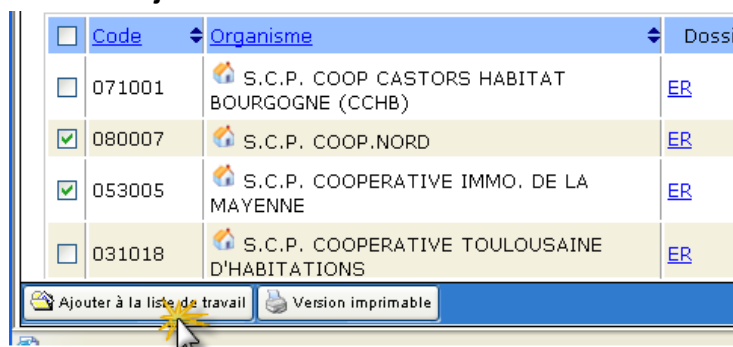 Code Organisme Dossi
071001 S.C.P. COOP CASTORS HABITAT
BOURGOGNE (CCHB) ER
080007 S.C.P. COOP.NORD ER
053005 S.C.P. COOPERATIVE IMMO. DE LA
MAYENNE ER
031018 S.C.P. COOPERATIVE TOULOUSAINE
D'HABITATIONS ER
Ajouter à la liste de travail Version imprimable